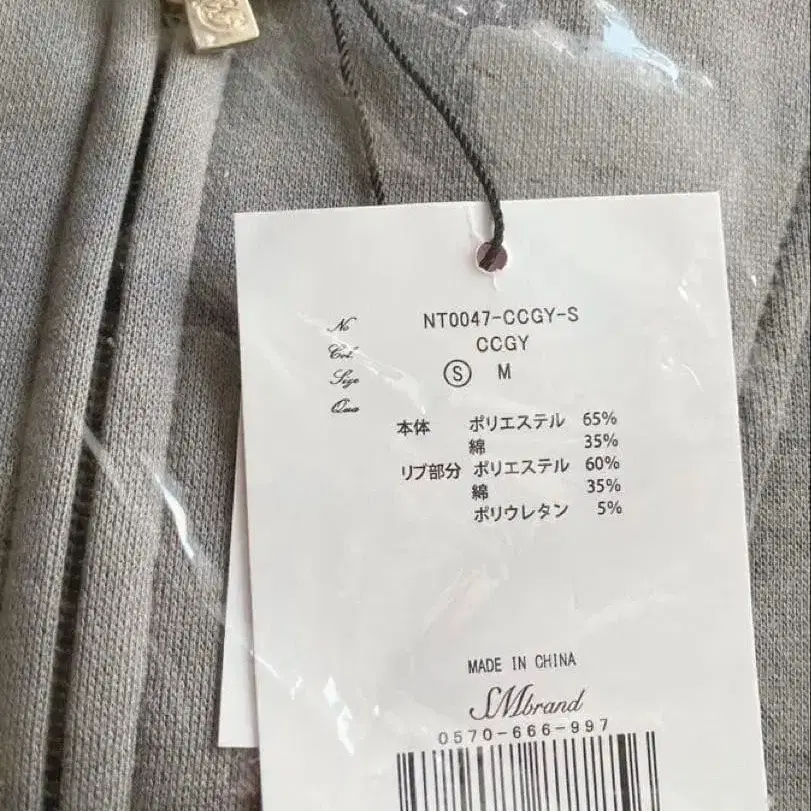 No NT0047-CCGY-S
Col. CCGY
Size S M
Qua
本体 ポリエステル 65%
綿 35%
リブ部分 ポリエステル 60%
綿 35%
ポリウレタン 5%
MADE IN CHINA
SMbrand
0570-666-997